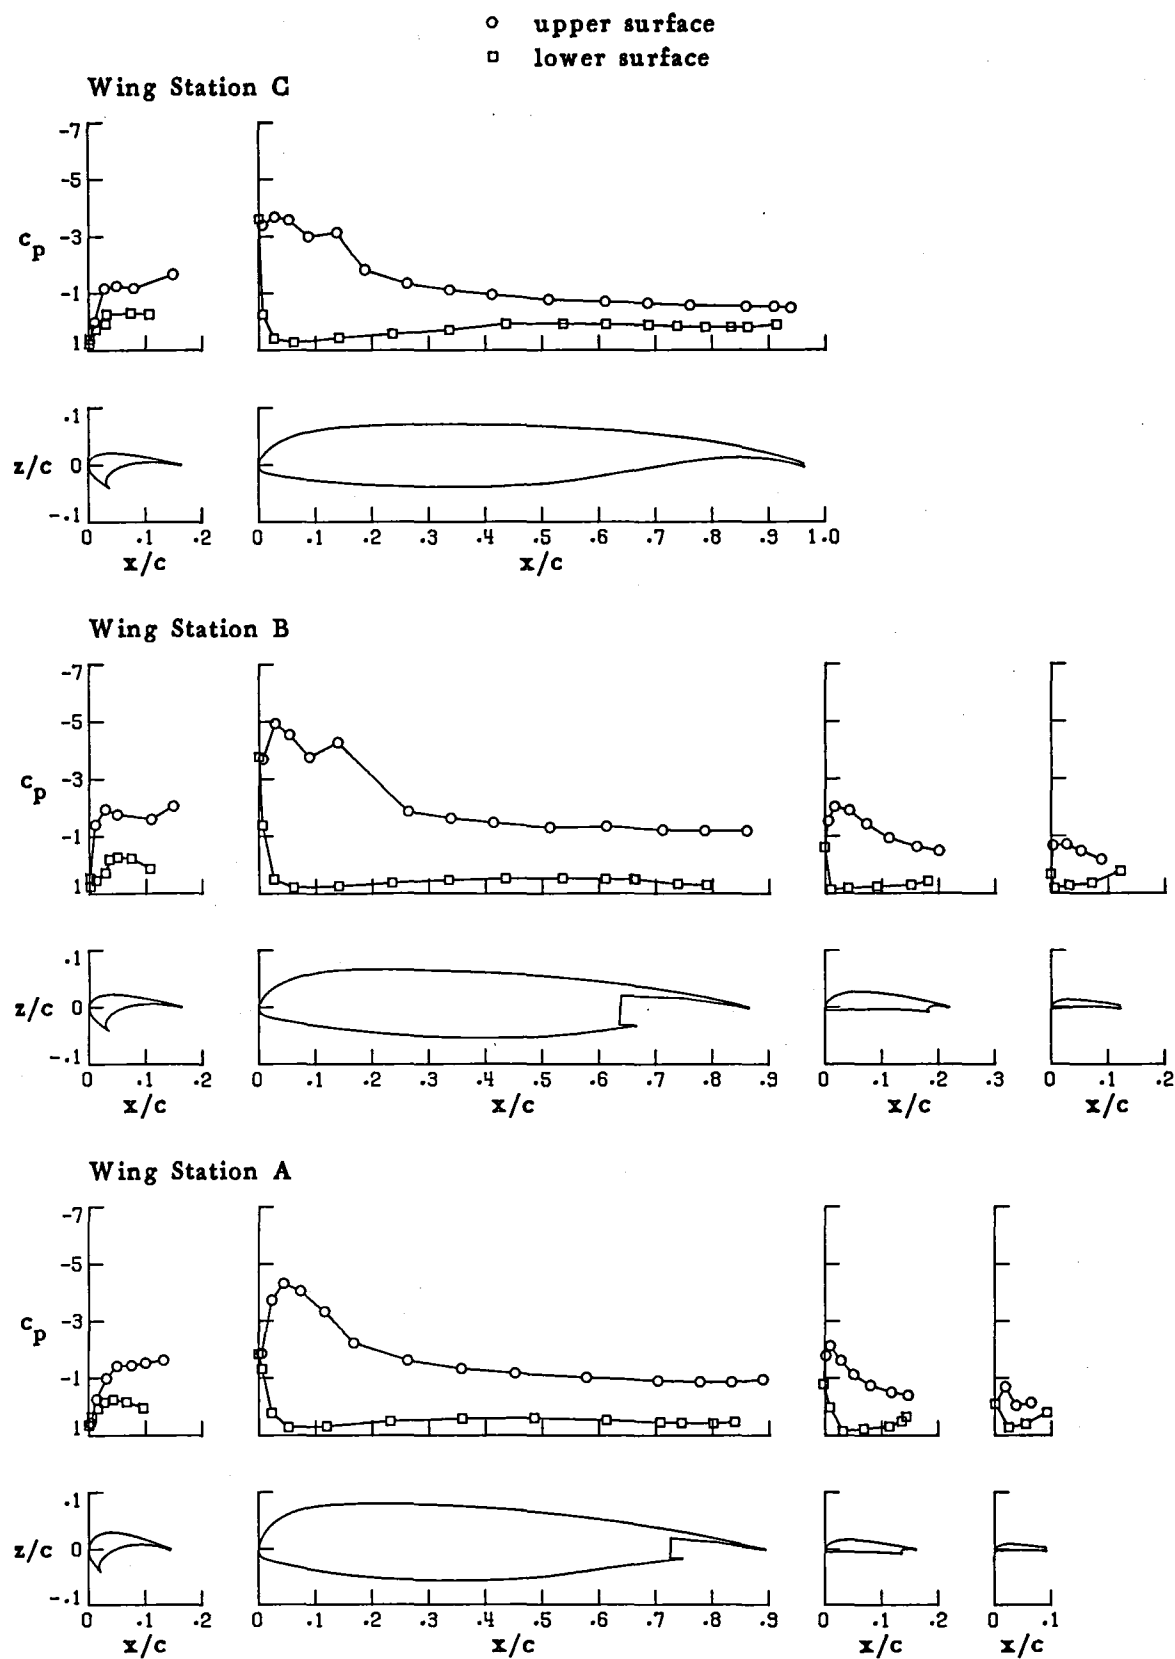 upper surface
lower surface
Wing Station C
-7
-5
c_p -3
-1
1
.1
z/c 0
-.1
0 .1 .2 0 .1 .2 .3 .4 .5 .6 .7 .8 .9 1.0
x/c x/c
Wing Station B
-7
-5
c_p -3
-1
1
.1
z/c 0
-.1
0 .1 .2 0 .1 .2 .3 .4 .5 .6 .7 .8 .9 0 .1 .2 .3 0 .1 .2
x/c x/c x/c x/c
Wing Station A
-7
-5
c_p -3
-1
1
.1
z/c 0
-.1
0 .1 .2 0 .1 .2 .3 .4 .5 .6 .7 .8 .9 0 .1 .2 0 .1
x/c x/c x/c x/c